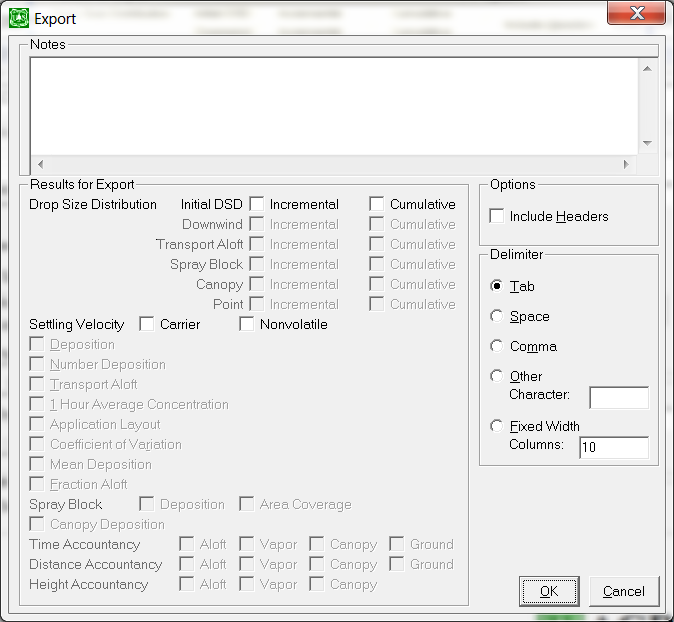 Export
Notes
Results for Export
Drop Size Distribution Initial DSD Incremental Cumulative
Downwind Incremental Cumulative
Transport Aloft Incremental Cumulative
Spray Block Incremental Cumulative
Canopy Incremental Cumulative
Point Incremental Cumulative
Settling Velocity Carrier Nonvolatile
Deposition
Number Deposition
Transport Aloft
1 Hour Average Concentration
Application Layout
Coefficient of Variation
Mean Deposition
Fraction Aloft
Spray Block Deposition Area Coverage
Canopy Deposition
Time Accountancy Aloft Vapor Canopy Ground
Distance Accountancy Aloft Vapor Canopy Ground
Height Accountancy Aloft Vapor Canopy
Options
Include Headers
Delimiter
Tab
Space
Comma
Other
Character:
Fixed Width
Columns: 10
OK Cancel